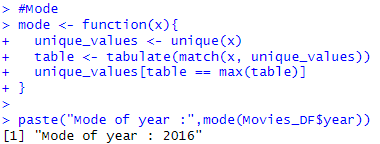 > #Mode
> mode <- function(x){
+   unique_values <- unique(x)
+   table <- tabulate(match(x, unique_values))
+   unique_values[table == max(table)]
+ }
>
> paste("Mode of year :",mode(Movies_DF$year))
[1] "Mode of year : 2016"